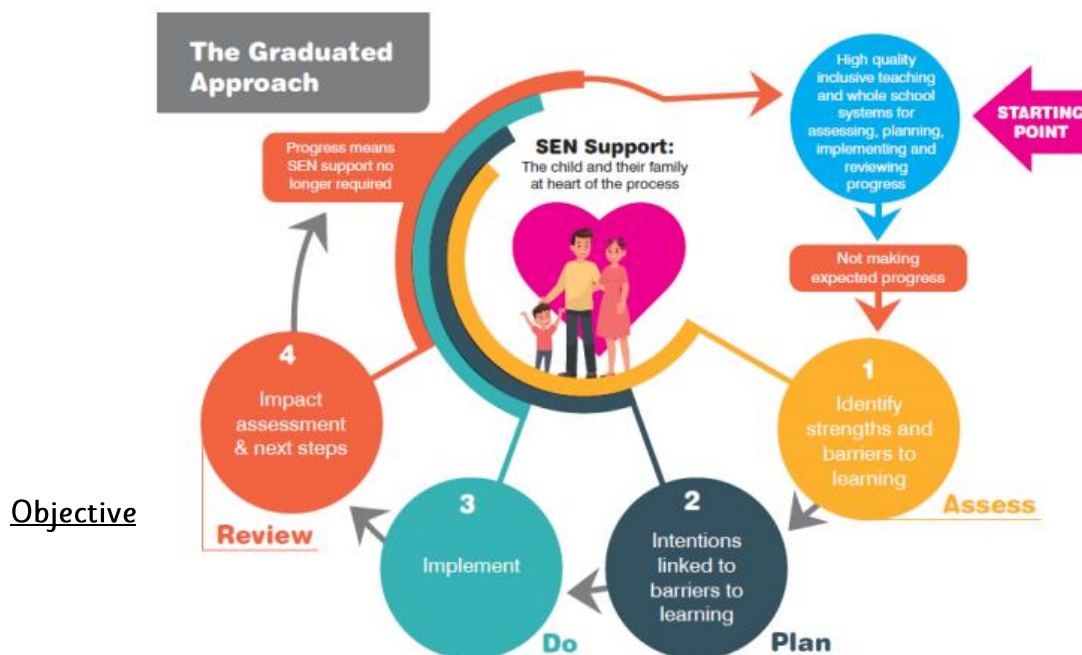 The Graduated
Approach
High quality
inclusive teaching
and whole school
systems for
assessing, planning,
implementing and
reviewing
progress
STARTING
POINT
Progress means
SEN support no
longer required
SEN Support:
The child and their family
at heart of the process
Not making
expected progress
1
Identify
strengths and
barriers to
learning
Assess
2
Intentions
linked to
barriers to
learning
Plan
3
Implement
Do
4
Impact
assessment
& next steps
Review
Objective